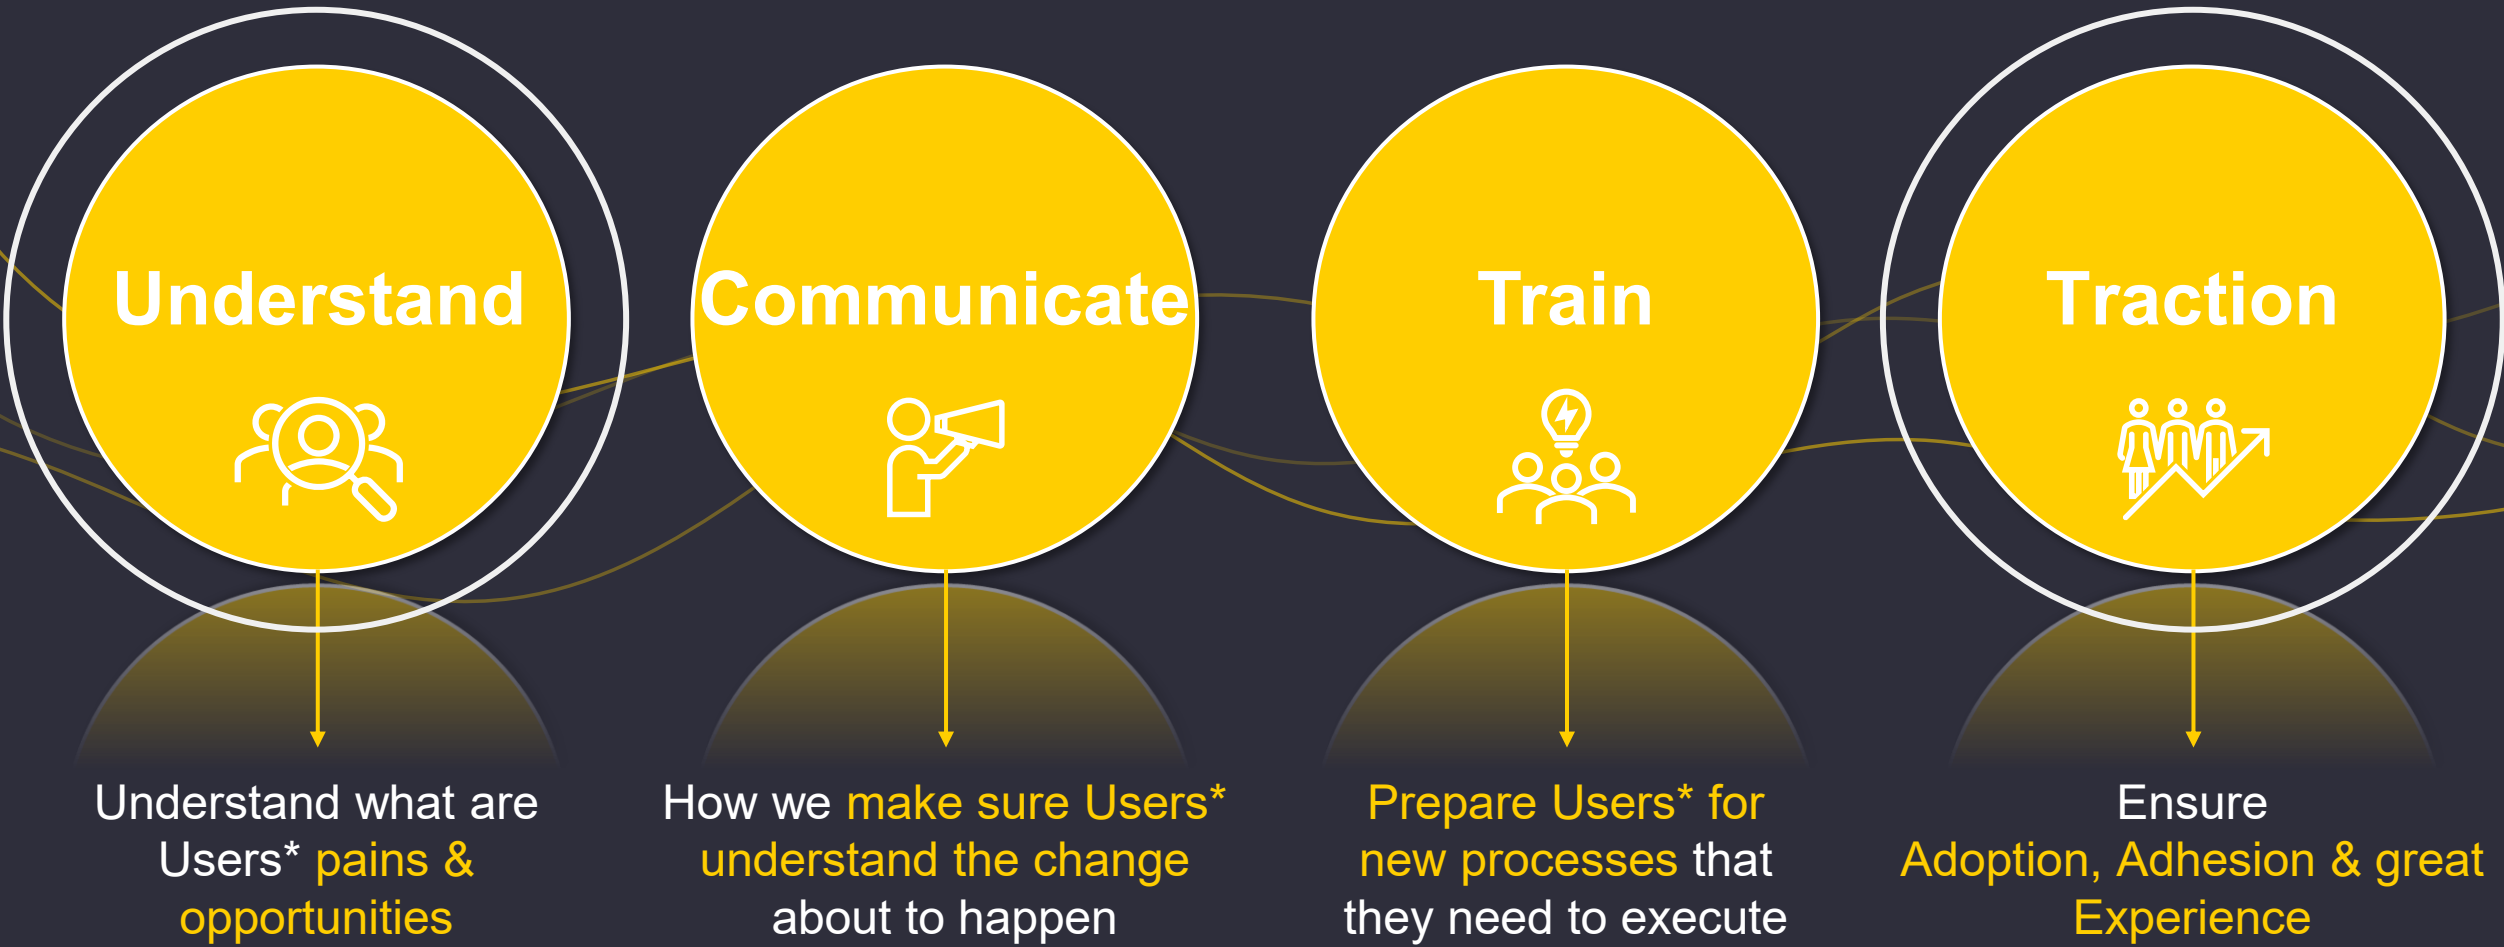 Understand
Communicate
Train
Traction
Understand what are
Users* pains &
opportunities
How we make sure Users*
understand the change
about to happen
Prepare Users* for
new processes that
they need to execute
Ensure
Adoption, Adhesion & great
Experience